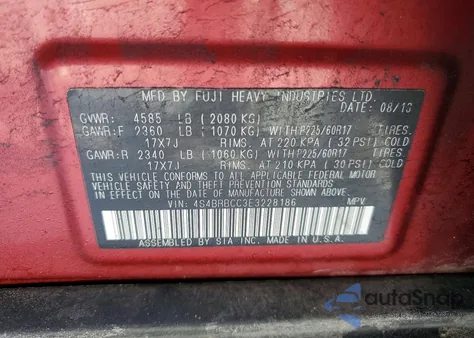 MFD BY FUJI HEAVY INDUSTRIES LTD.
DATE: 08/13
GVWR: 4585 LB (2080 KG)
GAWR:F 2360 LB (1070 KG) WITH P225/60R17 TIRES.
17X7J RIMS. AT 220 KPA (32 PSI) COLD
GAWR:R 2340 LB (1060 KG) WITH P225/60R17 TIRES.
17X7J RIMS. AT 210 KPA (30 PSI) COLD
THIS VEHICLE CONFORMS TO ALL APPLICABLE FEDERAL MOTOR
VEHICLE SAFETY AND THEFT PREVENTION STANDARDS
IN EFFECT ON THE DATE OF MANUFACTURE SHOWN ABOVE.
VIN: 4S4BRBCC3E3228186 MPV
ASSEMBLED BY SIA INC. MADE IN U.S.A.
autoSnap